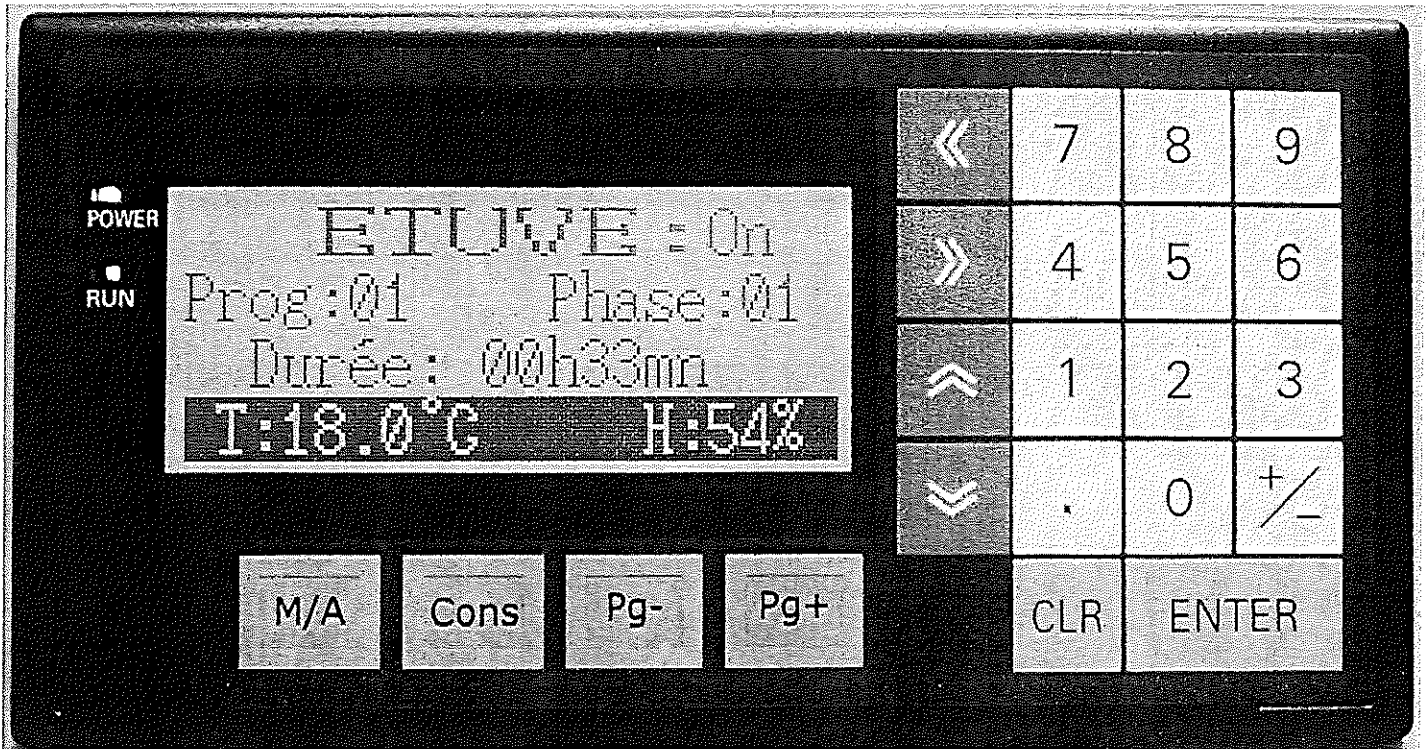 POWER
RUN
ETUVE : On
Prog:01 Phase:01
Durée: 00h33mn
T:18.0°C H:54%
M/A Cons Pg- Pg+
« 7 8 9
» 4 5 6
1 2 3
. 0 +/-
CLR ENTER